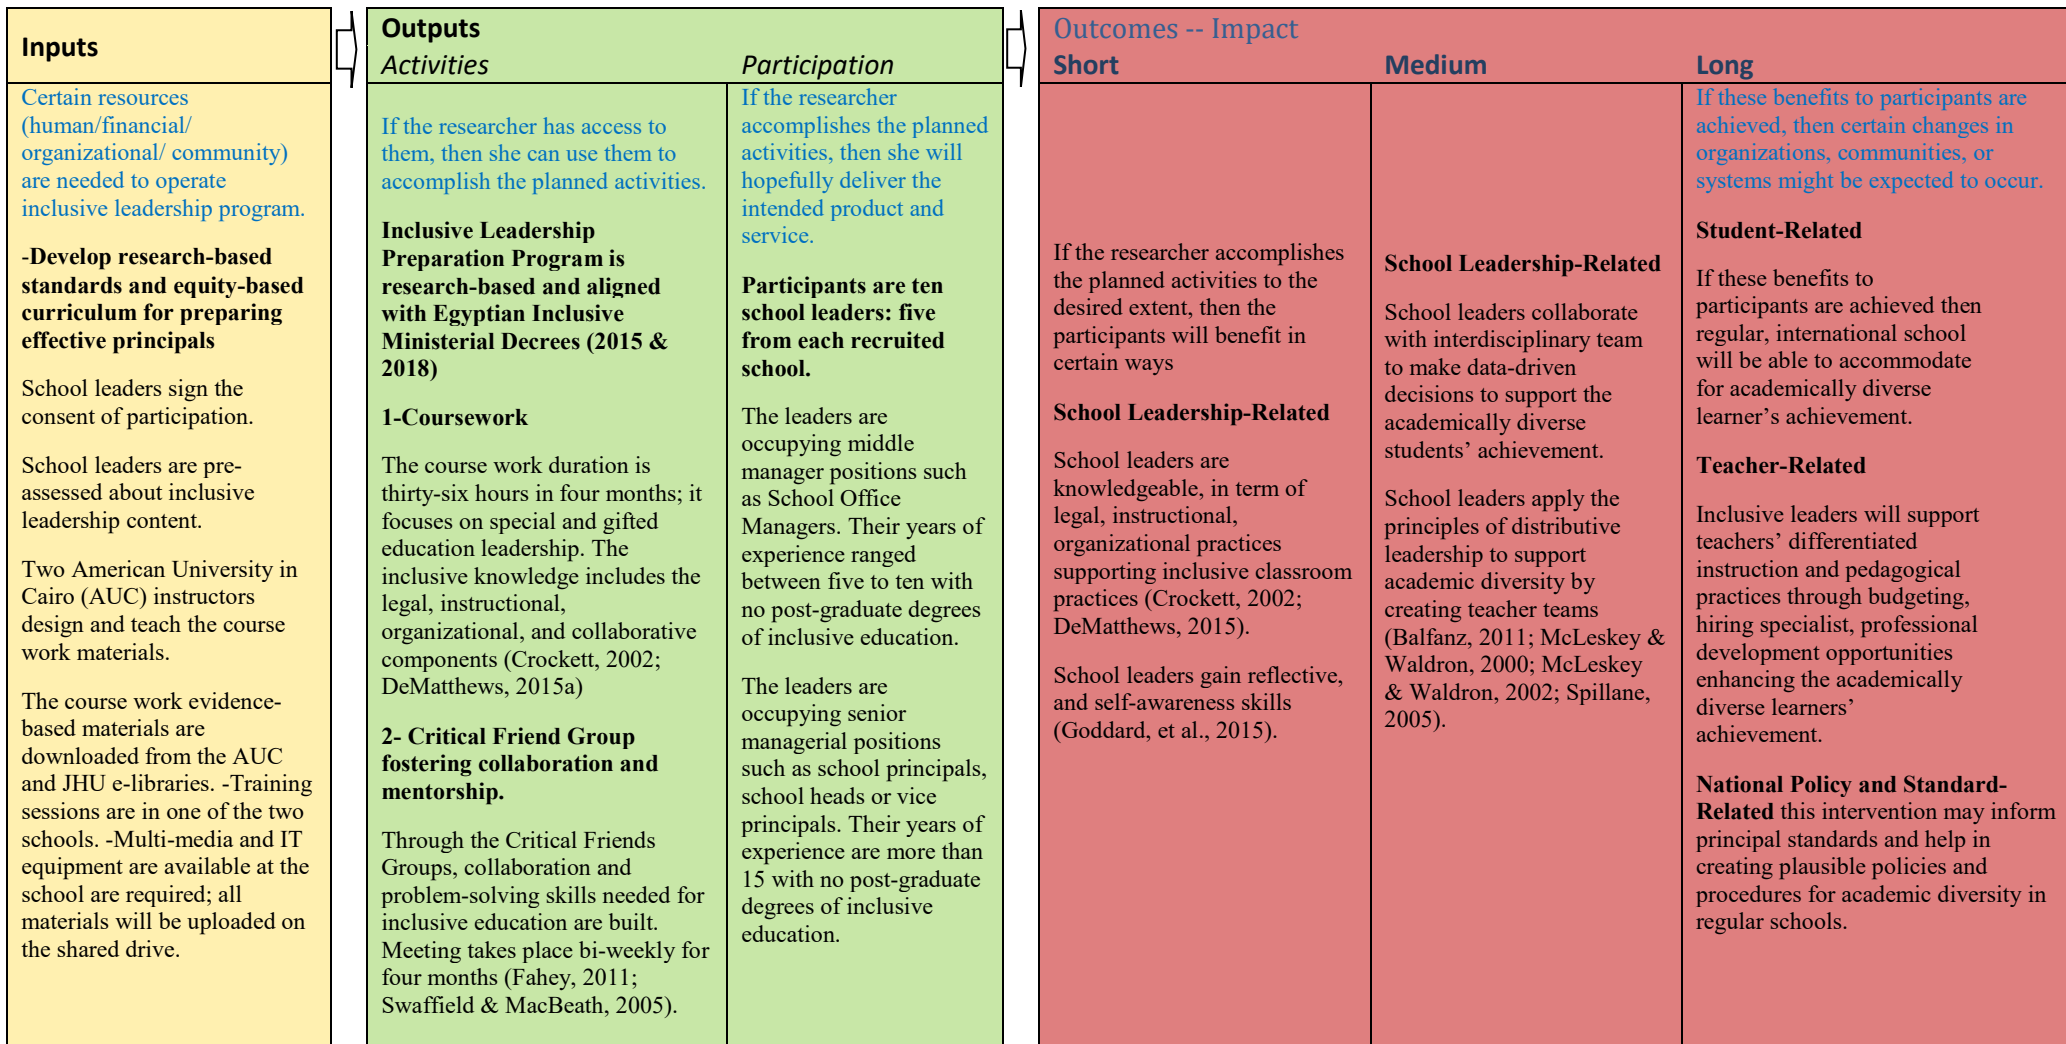 Inputs
Certain resources
(human/financial/
organizational/ community)
are needed to operate
inclusive leadership program.
-Develop research-based
standards and equity-based
curriculum for preparing
effective principals
School leaders sign the
consent of participation.
School leaders are pre-
assessed about inclusive
leadership content.
Two American University in
Cairo (AUC) instructors
design and teach the course
work materials.
The course work evidence-
based materials are
downloaded from the AUC
and JHU e-libraries. -Training
sessions are in one of the two
schools. -Multi-media and IT
equipment are available at the
school are required; all
materials will be uploaded on
the shared drive.
Outputs
Activities
If the researcher has access to
them, then she can use them to
accomplish the planned activities.
Inclusive Leadership
Preparation Program is
research-based and aligned
with Egyptian Inclusive
Ministerial Decrees (2015 &
2018)
1-Coursework
The course work duration is
thirty-six hours in four months; it
focuses on special and gifted
education leadership. The
inclusive knowledge includes the
legal, instructional,
organizational, and collaborative
components (Crockett, 2002;
DeMatthews, 2015a)
2- Critical Friend Group
fostering collaboration and
mentorship.
Through the Critical Friends
Groups, collaboration and
problem-solving skills needed for
inclusive education are built.
Meeting takes place bi-weekly for
four months (Fahey, 2011;
Swaffield & MacBeath, 2005).
Participation
If the researcher
accomplishes the planned
activities, then she will
hopefully deliver the
intended product and
service.
Participants are ten
school leaders: five
from each recruited
school.
The leaders are
occupying middle
manager positions such
as School Office
Managers. Their years of
experience ranged
between five to ten with
no post-graduate degrees
of inclusive education.
The leaders are
occupying senior
managerial positions
such as school principals,
school heads or vice
principals. Their years of
experience are more than
15 with no post-graduate
degrees of inclusive
education.
Outcomes -- Impact
Short
If the researcher accomplishes
the planned activities to the
desired extent, then the
participants will benefit in
certain ways
School Leadership-Related
School leaders are
knowledgeable, in term of
legal, instructional,
organizational practices
supporting inclusive classroom
practices (Crockett, 2002;
DeMatthews, 2015).
School leaders gain reflective,
and self-awareness skills
(Goddard, et al., 2015).
Medium
School Leadership-Related
School leaders collaborate
with interdisciplinary team
to make data-driven
decisions to support the
academically diverse
students’ achievement.
School leaders apply the
principles of distributive
leadership to support
academic diversity by
creating teacher teams
(Balfanz, 2011; McLeskey &
Waldron, 2000; McLeskey
& Waldron, 2002; Spillane,
2005).
Long
If these benefits to participants are
achieved, then certain changes in
organizations, communities, or
systems might be expected to occur.
Student-Related
If these benefits to
participants are achieved then
regular, international school
will be able to accommodate
for academically diverse
learner’s achievement.
Teacher-Related
Inclusive leaders will support
teachers’ differentiated
instruction and pedagogical
practices through budgeting,
hiring specialist, professional
development opportunities
enhancing the academically
diverse learners’
achievement.
National Policy and Standard-
Related this intervention may inform
principal standards and help in
creating plausible policies and
procedures for academic diversity in
regular schools.